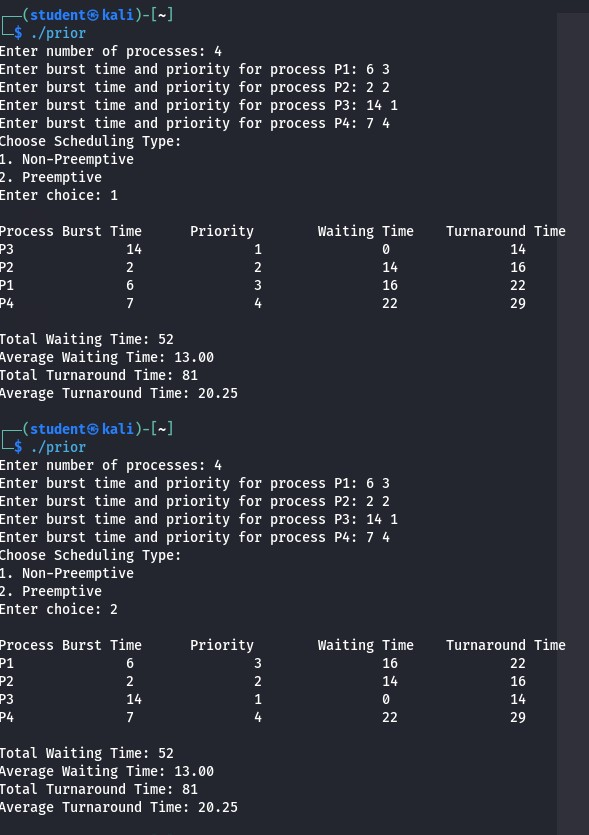 ┌──(student㉿kali)-[~]
└─$ ./prior
Enter number of processes: 4
Enter burst time and priority for process P1: 6 3
Enter burst time and priority for process P2: 2 2
Enter burst time and priority for process P3: 14 1
Enter burst time and priority for process P4: 7 4
Choose Scheduling Type:
1. Non-Preemptive
2. Preemptive
Enter choice: 1
Process Burst Time      Priority        Waiting Time    Turnaround Time
P3              14              1               0               14
P2              2               2               14              16
P1              6               3               16              22
P4              7               4               22              29
Total Waiting Time: 52
Average Waiting Time: 13.00
Total Turnaround Time: 81
Average Turnaround Time: 20.25
┌──(student㉿kali)-[~]
└─$ ./prior
Enter number of processes: 4
Enter burst time and priority for process P1: 6 3
Enter burst time and priority for process P2: 2 2
Enter burst time and priority for process P3: 14 1
Enter burst time and priority for process P4: 7 4
Choose Scheduling Type:
1. Non-Preemptive
2. Preemptive
Enter choice: 2
Process Burst Time      Priority        Waiting Time    Turnaround Time
P1              6               3               16              22
P2              2               2               14              16
P3              14              1               0               14
P4              7               4               22              29
Total Waiting Time: 52
Average Waiting Time: 13.00
Total Turnaround Time: 81
Average Turnaround Time: 20.25